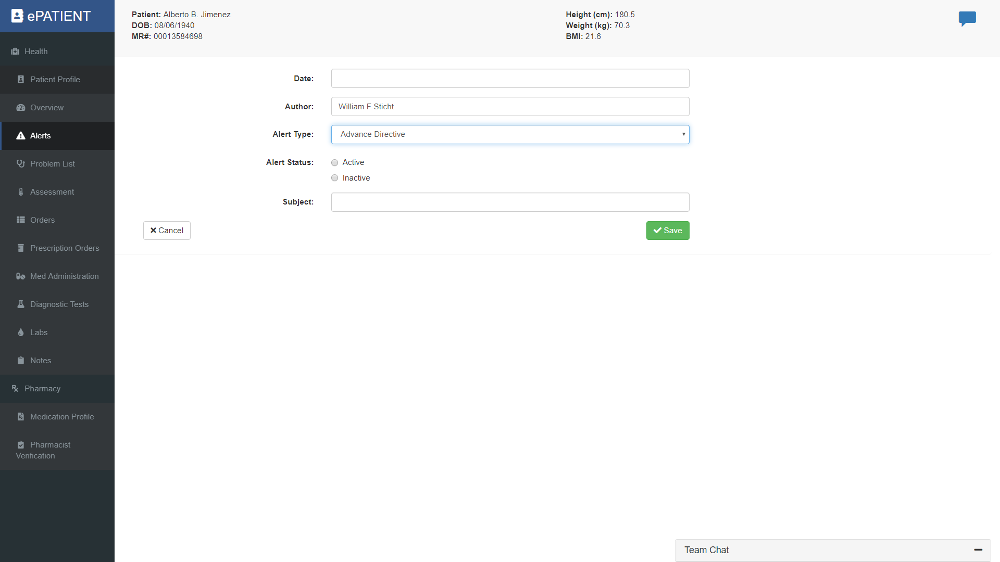 ePATIENT
Health
Patient Profile
Overview
Alerts
Problem List
Assessment
Orders
Prescription Orders
Med Administration
Diagnostic Tests
Labs
Notes
Pharmacy
Medication Profile
Pharmacist
Verification
Patient: Alberto B. Jimenez
DOB: 08/06/1940
MR#: 00013584698
Height (cm): 180.5
Weight (kg): 70.3
BMI: 21.6
Date:
Author: William F Sticht
Alert Type: Advance Directive
Alert Status: Active
Inactive
Subject:
Cancel
Save
Team Chat